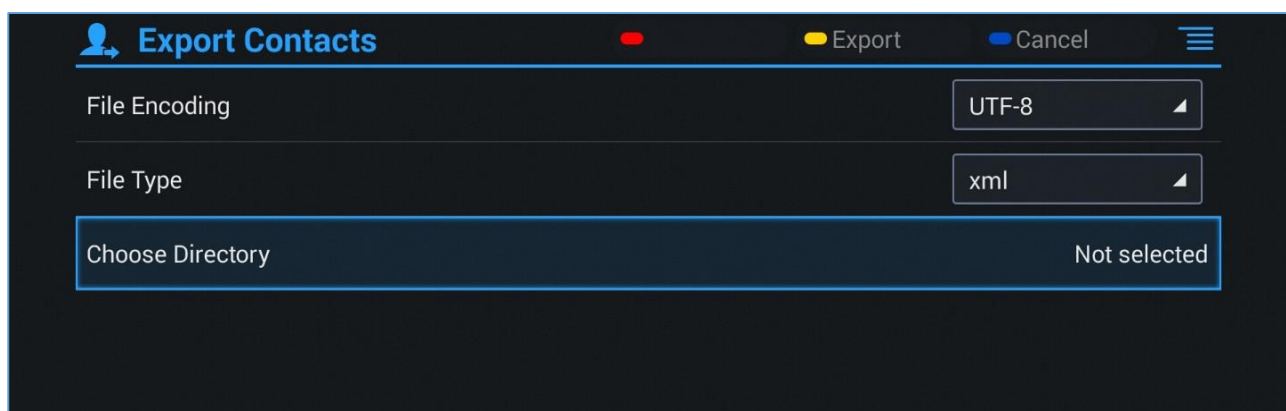 Export Contacts Export Cancel
File Encoding UTF-8
File Type xml
Choose Directory Not selected